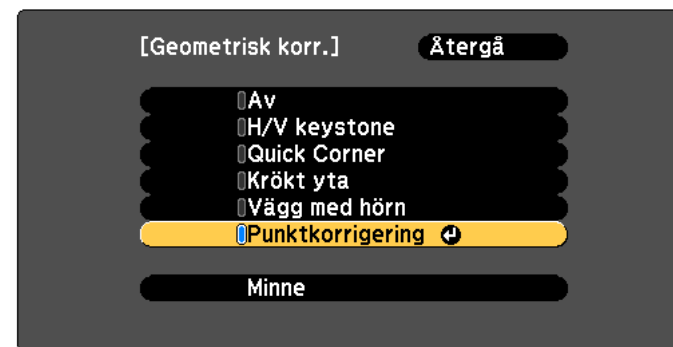 [Geometrisk korr.] Återgå
Av
H/V keystone
Quick Corner
Krökt yta
Vägg med hörn
Punktkorrigering
Minne